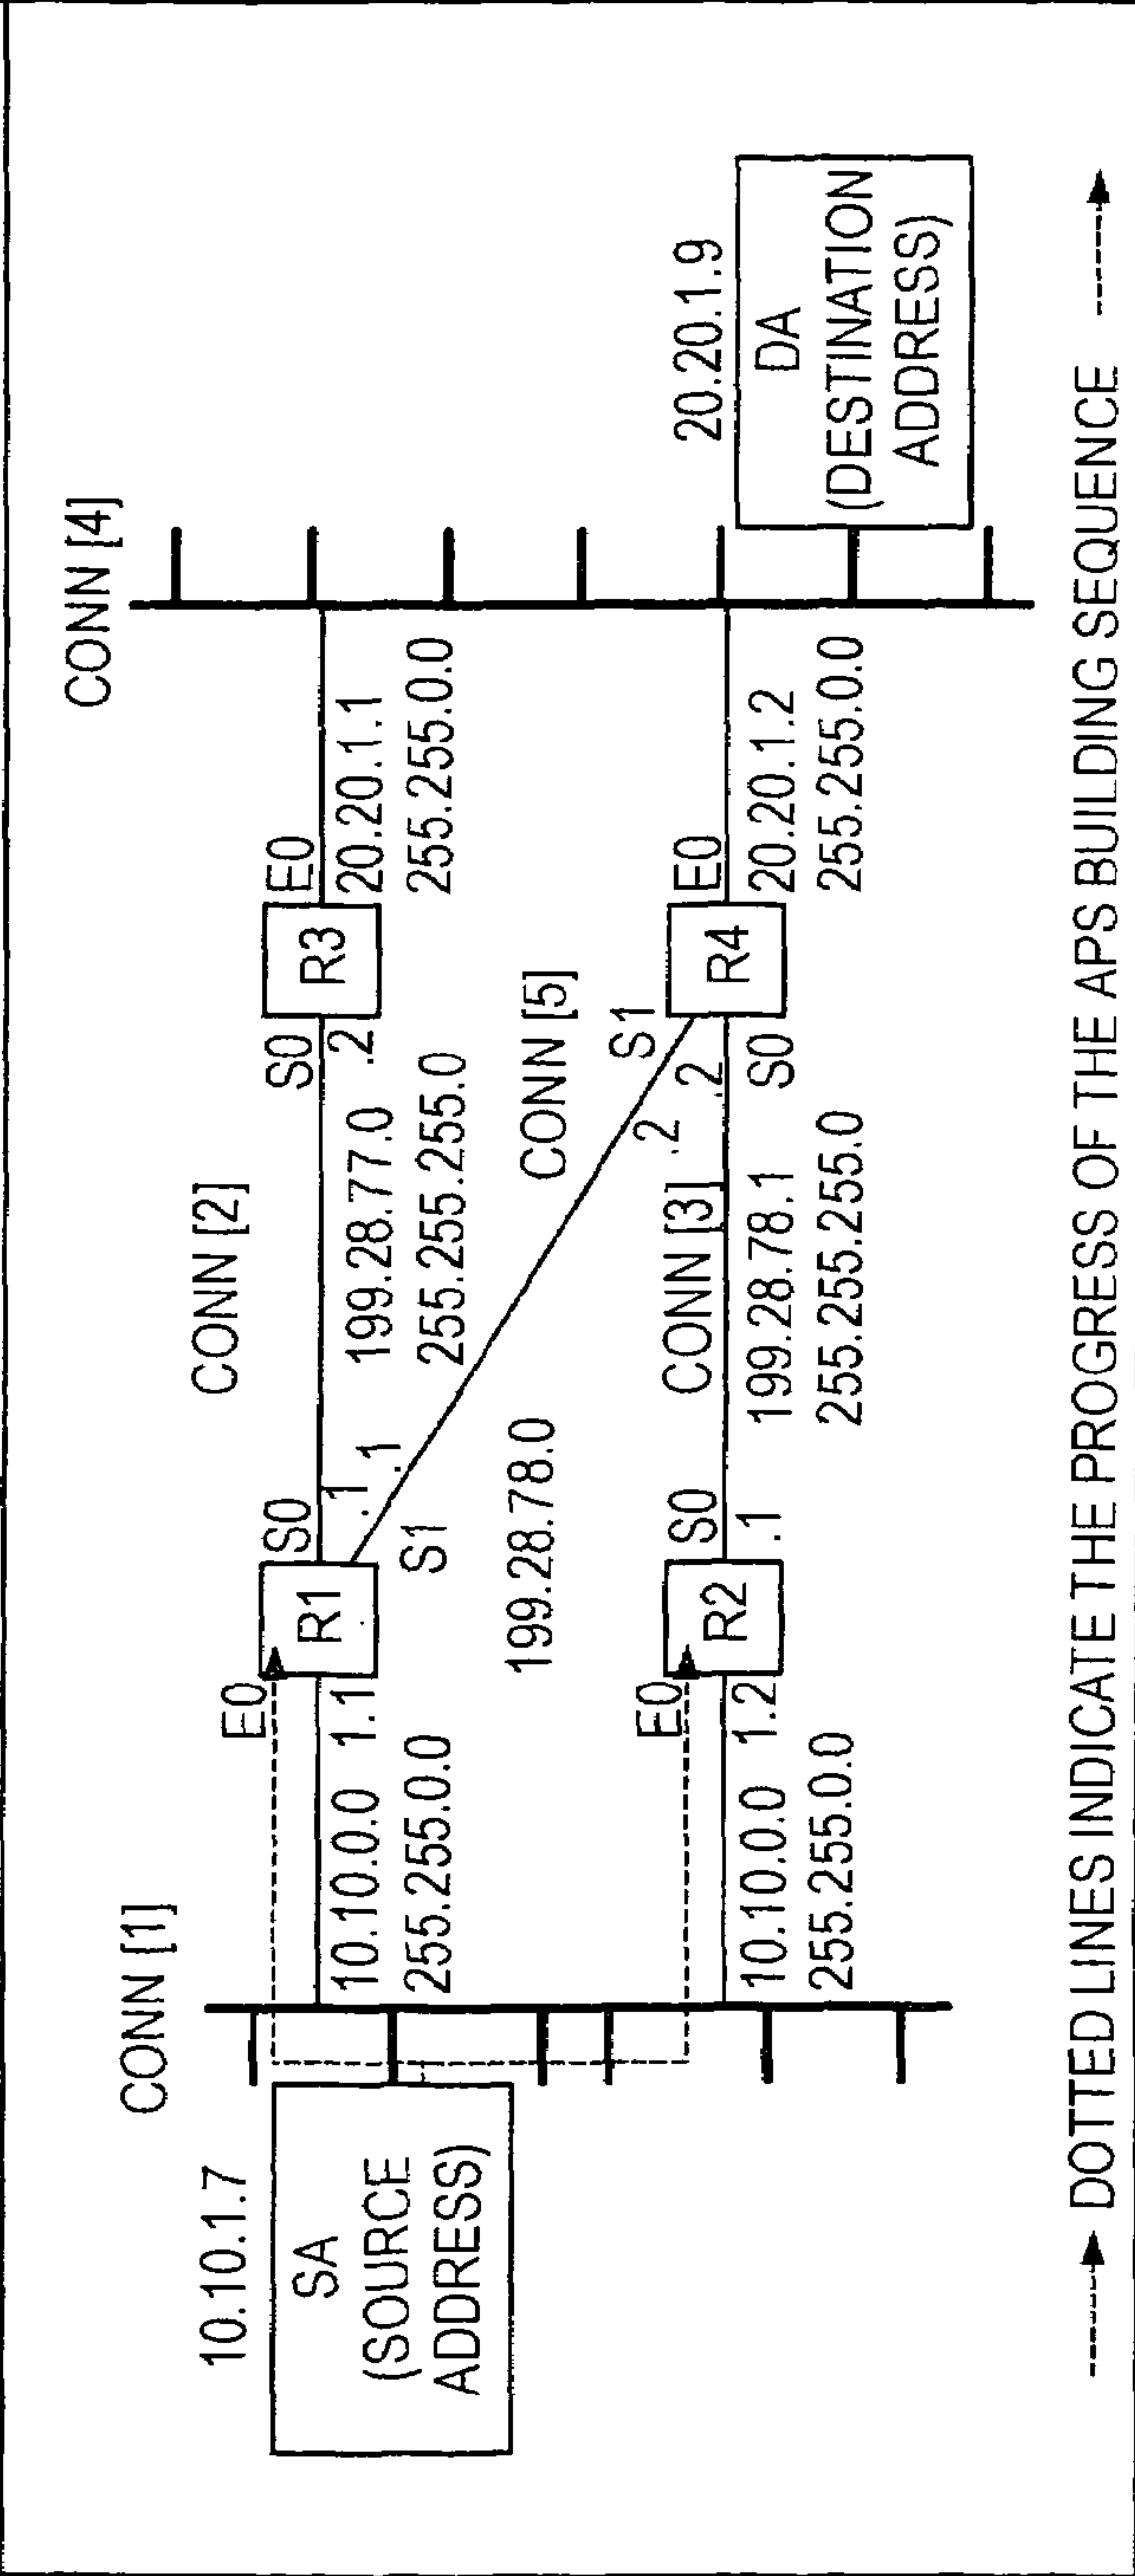 CONN [1]
CONN [2]
CONN [4]
10.10.1.7
SA
(SOURCE
ADDRESS)
E0
R1
S0
.1
.1
S1
10.10.0.0 1.1
255.255.0.0
199.28.77.0
255.255.255.0
S0
.2
R3
E0
20.20.1.1
255.255.0.0
199.28.78.0
CONN [5]
S1
.2
E0
R2
S0
.1
10.10.0.0 1.2
255.255.0.0
CONN [3]
199.28.78.1
255.255.255.0
.2
S0
R4
E0
20.20.1.2
255.255.0.0
20.20.1.9
DA
(DESTINATION
ADDRESS)
DOTTED LINES INDICATE THE PROGRESS OF THE APS BUILDING SEQUENCE